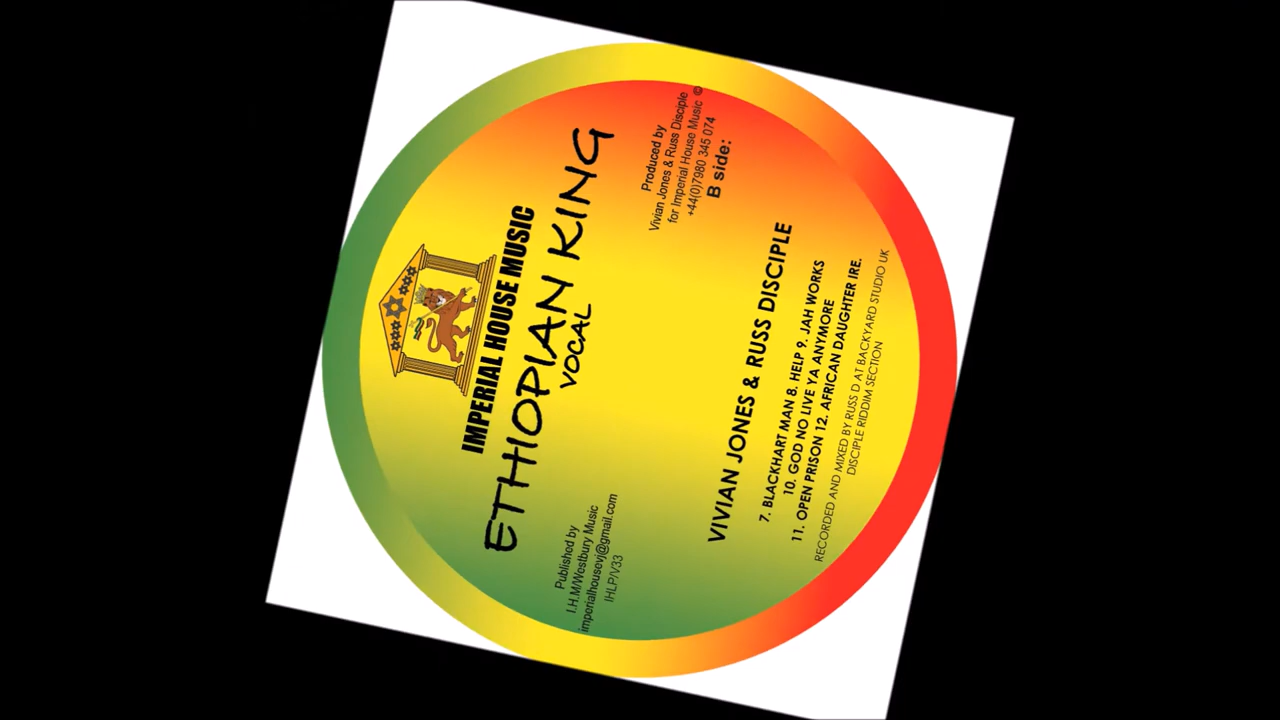 IMPERIAL HOUSE MUSIC
ETHOPIAN KING
VOCAL
Published by
I.H.M/Westbury Music
imperialhousevj@gmail.com
IHLP/V33
Produced by
Vivian Jones & Russ Disciple
for Imperial House Music ©
+44(0)7980 345 074
B side:
VIVIAN JONES & RUSS DISCIPLE
7. BLACKHART MAN 8. HELP 9. JAH WORKS
10. GOD NO LIVE YA ANYMORE
11. OPEN PRISON 12. AFRICAN DAUGHTER IRE.
RECORDED AND MIXED BY RUSS D AT BACKYARD STUDIO UK
DISCIPLE RIDDIM SECTION